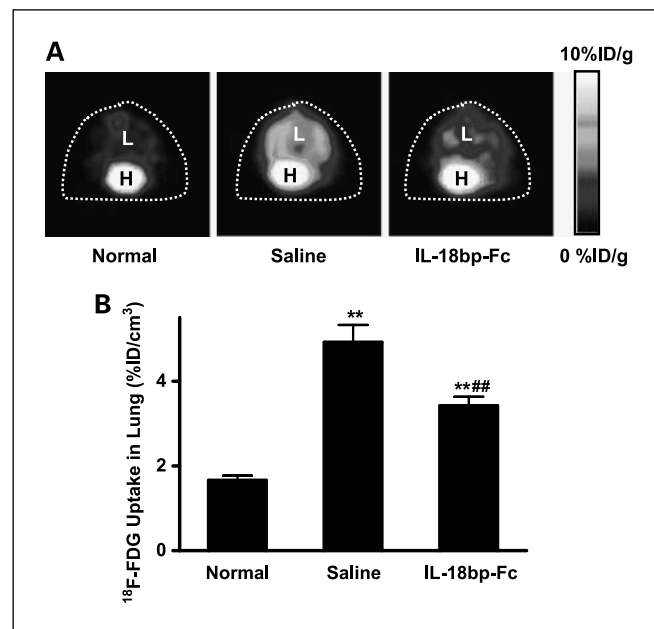 A
10%ID/g
L
H
L
H
L
H
Normal
Saline
IL-18bp-Fc
0 %ID/g
B
¹⁸F-FDG Uptake in Lung (%ID/cm³)
4
2
0
**
**##
Normal
Saline
IL-18bp-Fc